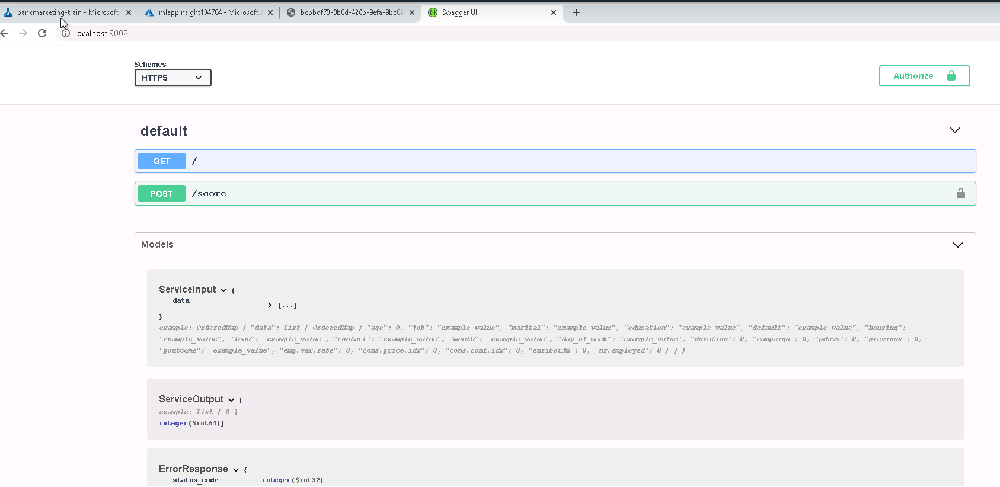 bankmarketing-train - Microsoft
mlappinsight134784 - Microsoft A
bcbbdf73-0b8d-420b-9efa-9bc82
Swagger UI
localhost:9002
Schemes
HTTPS
Authorize
default
GET /
POST /score
Models
ServiceInput {
data
[...]
}
example: OrderedMap { "data": List [ OrderedMap { "age": 0, "job": "example_value", "marital": "example_value", "education": "example_value", "default": "example_value", "housing":
"example_value", "loan": "example_value", "contact": "example_value", "month": "example_value", "day_of_week": "example_value", "duration": 0, "campaign": 0, "pdays": 0, "previous": 0,
"poutcome": "example_value", "emp.var.rate": 0, "cons.price.idx": 0, "cons.conf.idx": 0, "euribor3m": 0, "nr.employed": 0 } ] }
ServiceOutput [
example: List [ 0 ]
integer($int64)]
ErrorResponse {
status_code integer($int32)